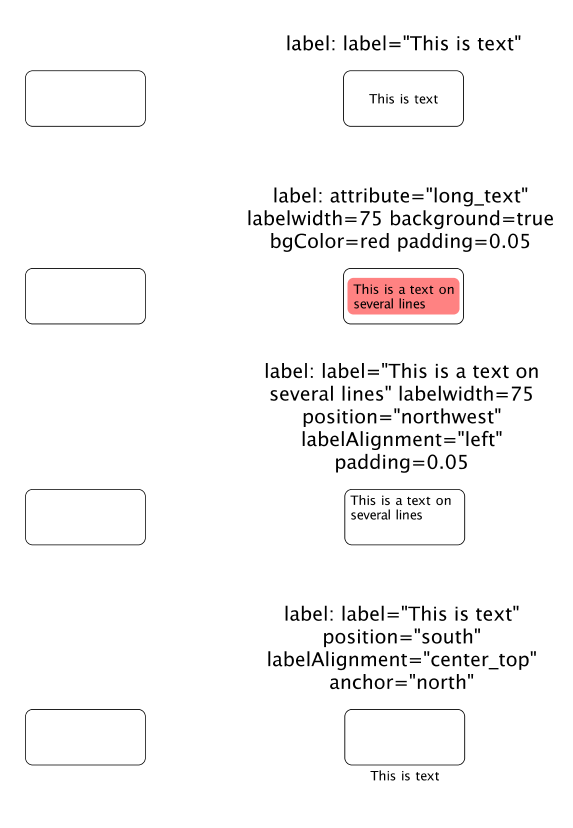 label: label="This is text"
This is text
label: attribute="long_text"
labelwidth=75 background=true
bgColor=red padding=0.05
This is a text on
several lines
label: label="This is a text on
several lines" labelwidth=75
position="northwest"
labelAlignment="left"
padding=0.05
This is a text on
several lines
label: label="This is text"
position="south"
labelAlignment="center_top"
anchor="north"
This is text